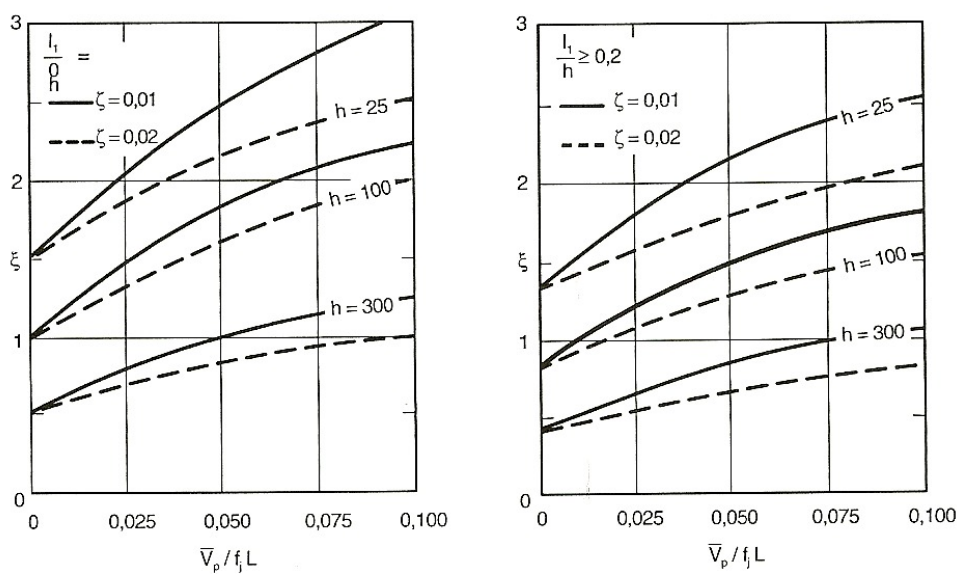 3
l₁
0 =
h
ζ = 0,01
ζ = 0,02
h = 25
2
h = 100
ξ
1
h = 300
0
0 0,025 0,050 0,075 0,100
V̅p / fj L
3
l₁
h ≥ 0,2
ζ = 0,01
ζ = 0,02
h = 25
2
ξ
h = 100
1
h = 300
0
0 0,025 0,050 0,075 0,100
V̅p / fj L